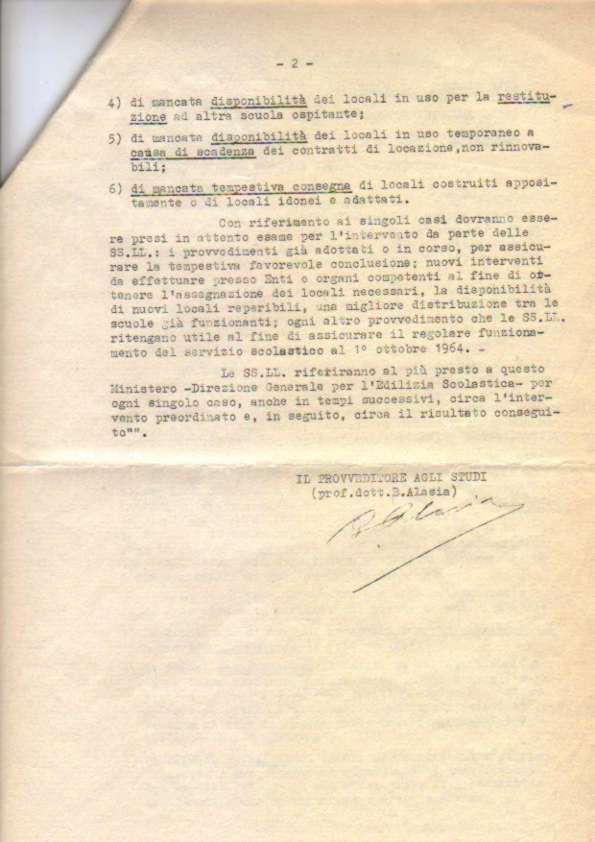 - 2 -
4) di mancata disponibilità dei locali in uso per la restitu-
zione ad altra scuola ospitante;
5) di mancata disponibilità dei locali in uso temporaneo a
causa di scadenza dei contratti di locazione,non rinnova-
bili;
6) di mancata tempestiva consegna di locali costruiti apposi-
tamente o di locali idonei e adattati.
Con riferimento ai singoli casi dovranno esse-
re presi in attento esame per l'intervento da parte delle
SS.LL.: i provvedimenti già adottati o in corso, per assicu-
rare la tempestiva favorevole conclusione; nuovi interventi
da effettuare presso Enti e organi competenti al fine di ot-
tenere l'assegnazione dei locali necessari, la disponibilità
di nuovi locali reperibili, una migliore distribuzione tra le
scuole già funzionanti; ogni altro provvedimento che le SS.LL.
ritengano utile al fine di assicurare il regolare funziona-
mento del servizio scolastico al 1° ottobre 1964. -
Le SS.LL. riferiranno al più presto a questo
Ministero -Direzione Generale per l'Edilizia Scolastica- per
ogni singolo caso, anche in tempi successivi, circa l'inter-
vento preordinato e, in seguito, circa il risultato consegui-
to"".
IL PROVVEDITORE AGLI STUDI
(prof.dott.B.Alasia)
B. Alasia